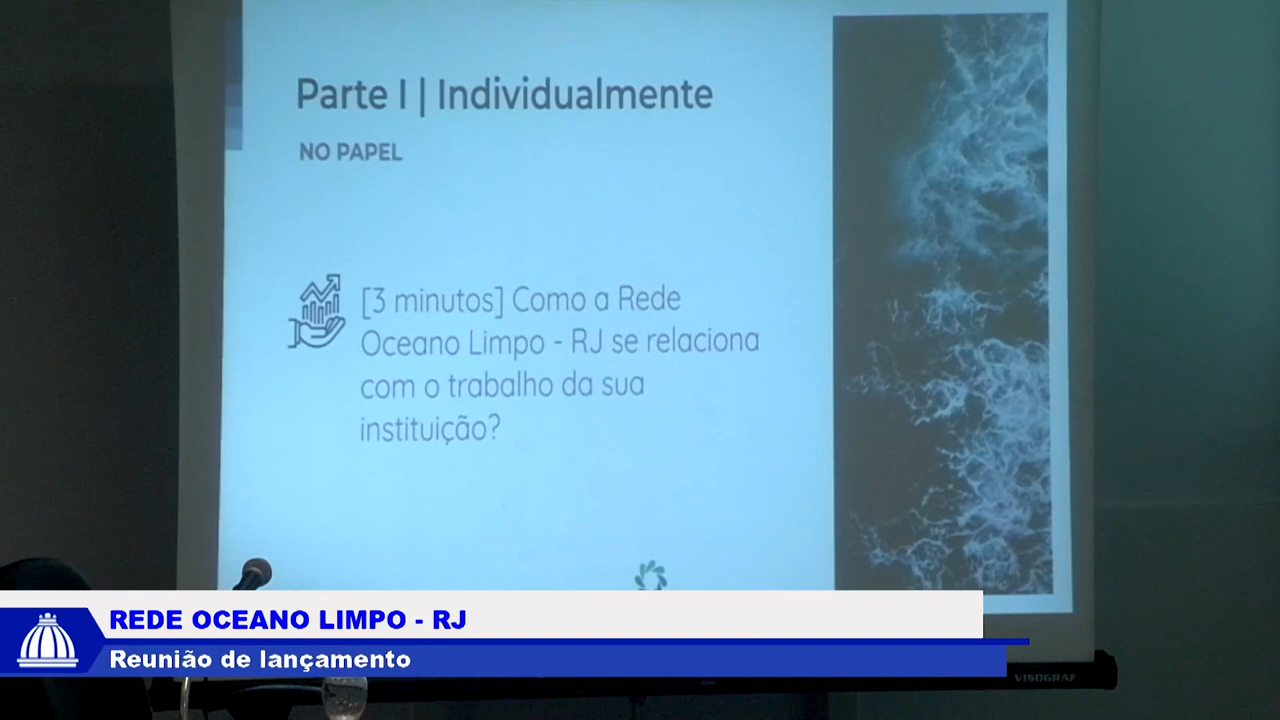 Parte I | Individualmente
NO PAPEL
[3 minutos] Como a Rede
Oceano Limpo - RJ se relaciona
com o trabalho da sua
instituição?
REDE OCEANO LIMPO - RJ
Reunião de lançamento
VISOGRAF